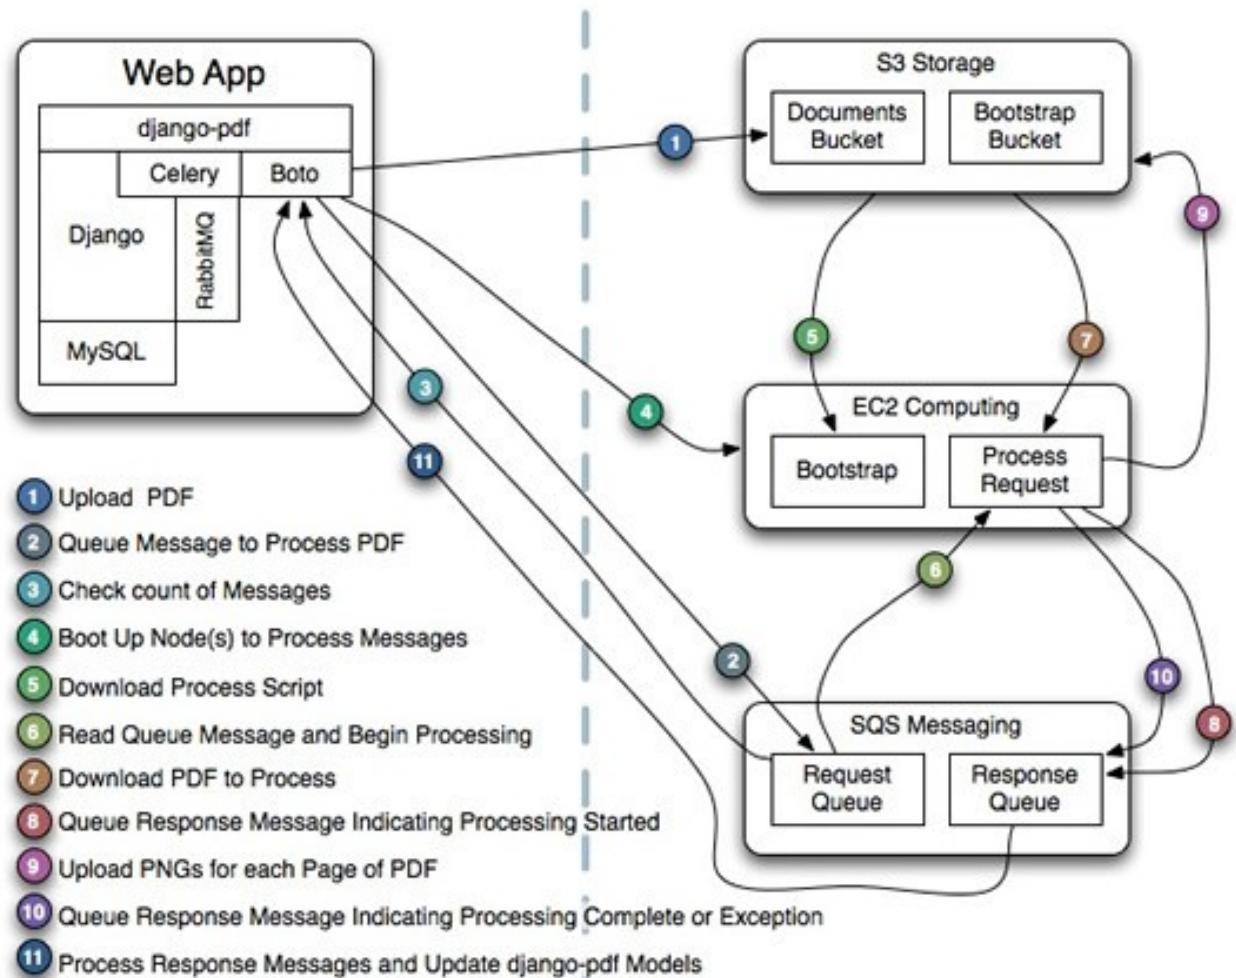 Web App
django-pdf
Celery
Boto
Django
RabbitMQ
MySQL
S3 Storage
Documents
Bucket
Bootstrap
Bucket
1
9
5
7
3
4
11
EC2 Computing
Bootstrap
Process
Request
6
2
10
8
SQS Messaging
Request
Queue
Response
Queue
1 Upload PDF
2 Queue Message to Process PDF
3 Check count of Messages
4 Boot Up Node(s) to Process Messages
5 Download Process Script
6 Read Queue Message and Begin Processing
7 Download PDF to Process
8 Queue Response Message Indicating Processing Started
9 Upload PNGs for each Page of PDF
10 Queue Response Message Indicating Processing Complete or Exception
11 Process Response Messages and Update django-pdf Models